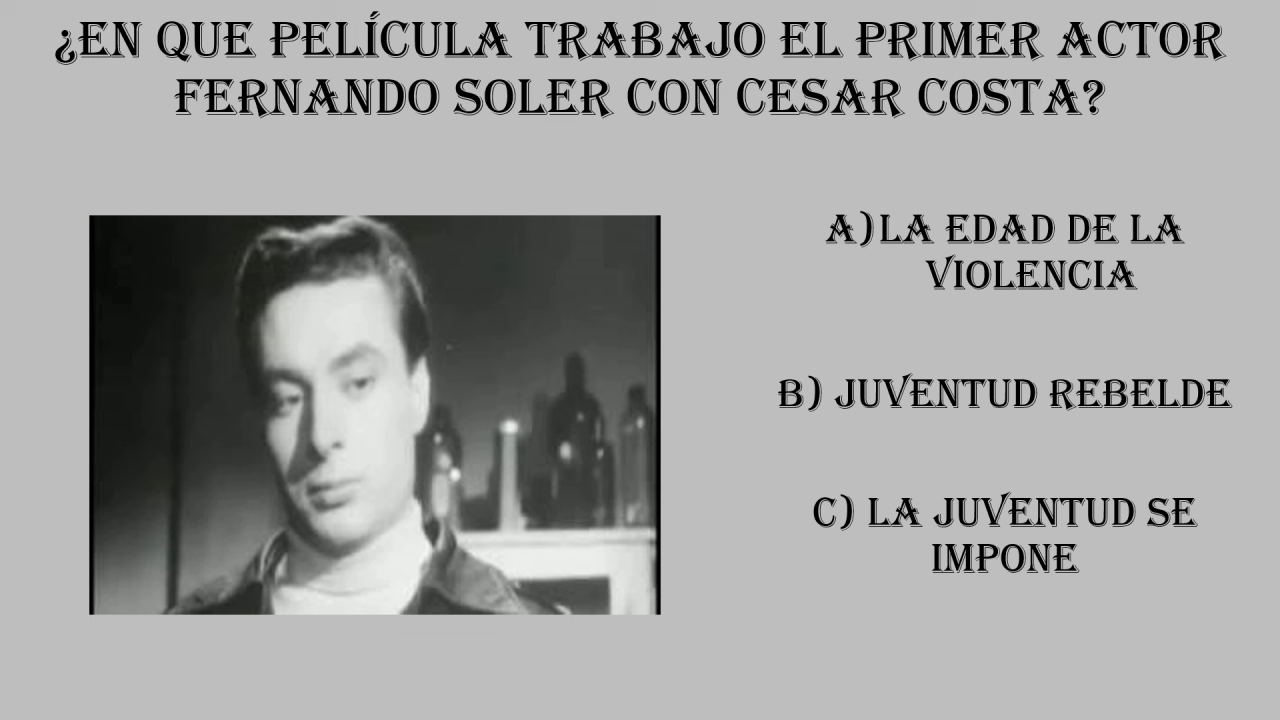 ¿EN QUE PELÍCULA TRABAJO EL PRIMER ACTOR
FERNANDO SOLER CON CESAR COSTA?
A) LA EDAD DE LA
VIOLENCIA
B) JUVENTUD REBELDE
C) LA JUVENTUD SE
IMPONE